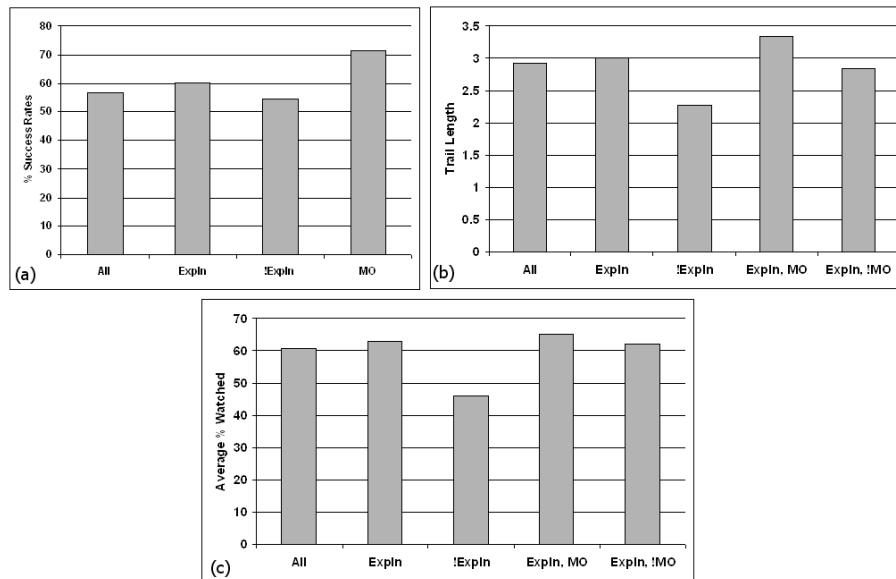 80
70
60
50
40
30
20
10
0
% Success Rates
All Expln !Expln MO
(a)
3.5
3
2.5
2
1.5
1
0.5
0
Trail Length
All Expln !Expln Expln, MO Expln, !MO
(b)
70
60
50
40
30
20
10
0
Average % Watched
All Expln !Expln Expln, MO Expln, !MO
(c)